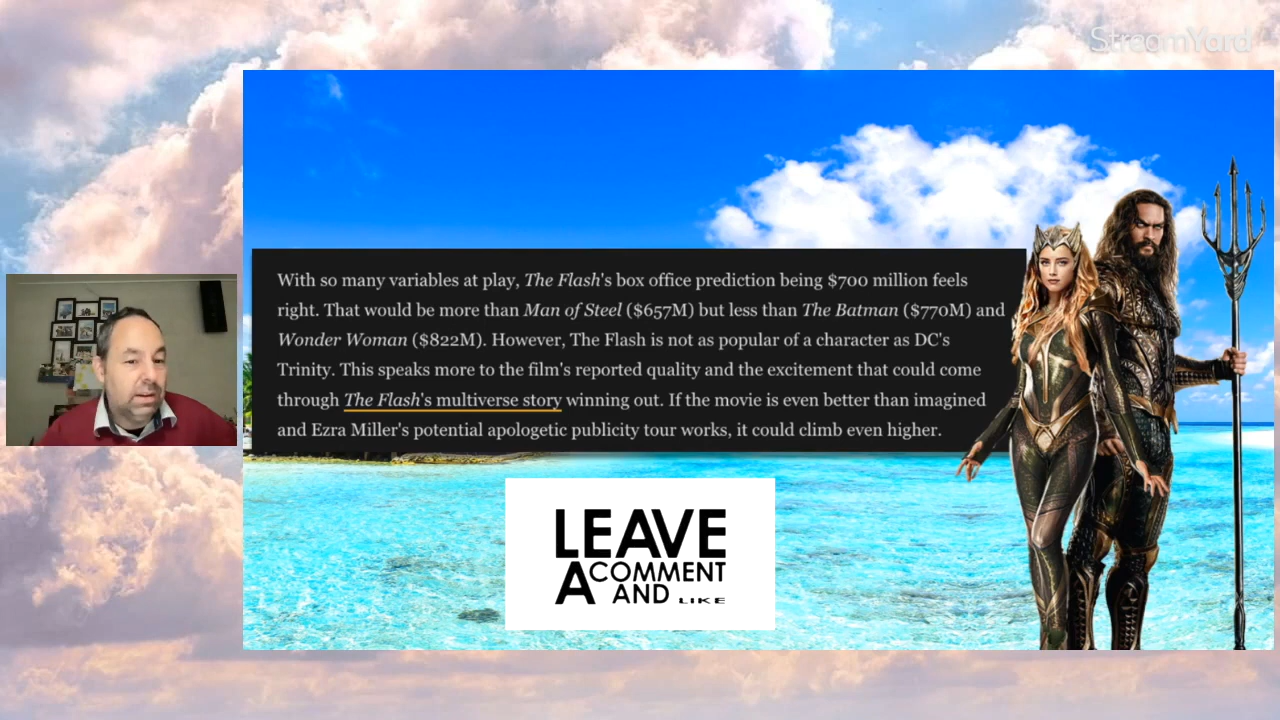 StreamYard
With so many variables at play, The Flash's box office prediction being $700 million feels
right. That would be more than Man of Steel ($657M) but less than The Batman ($770M) and
Wonder Woman ($822M). However, The Flash is not as popular of a character as DC's
Trinity. This speaks more to the film's reported quality and the excitement that could come
through The Flash's multiverse story winning out. If the movie is even better than imagined
and Ezra Miller's potential apologetic publicity tour works, it could climb even higher.
LEAVE
A COMMENT
AND LIKE